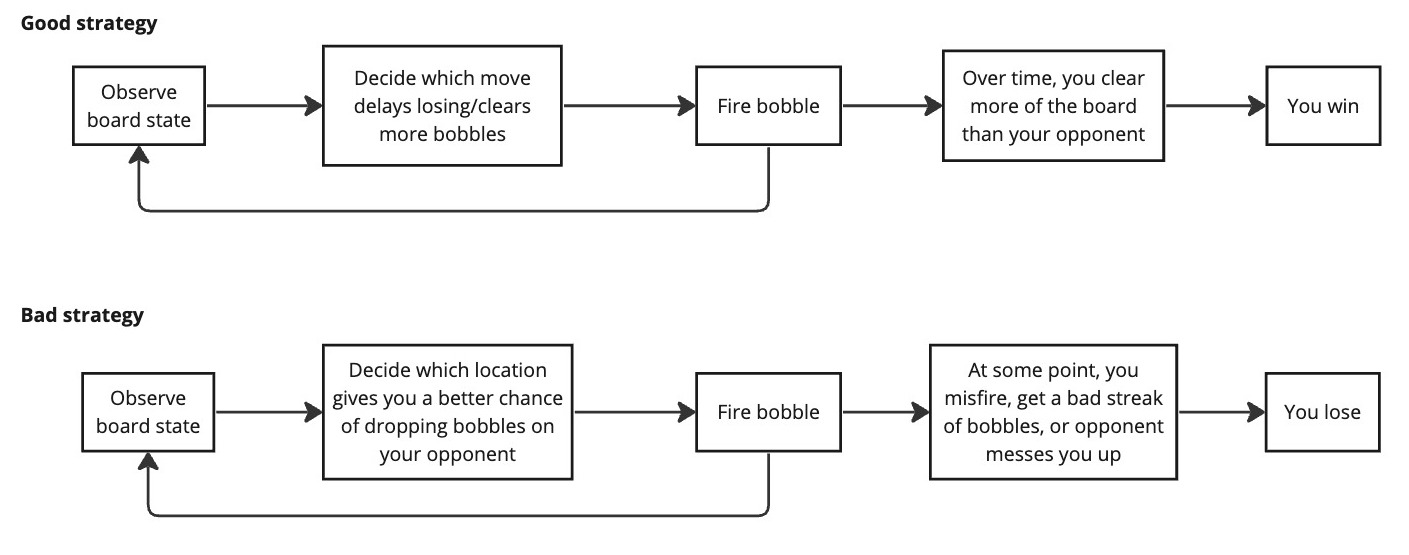 Good strategy
Observe
board state
Decide which move
delays losing/clears
more bobbles
Fire bobble
Over time, you clear
more of the board
than your opponent
You win
Bad strategy
Observe
board state
Decide which location
gives you a better chance
of dropping bobbles on
your opponent
Fire bobble
At some point, you
misfire, get a bad streak
of bobbles, or opponent
messes you up
You lose